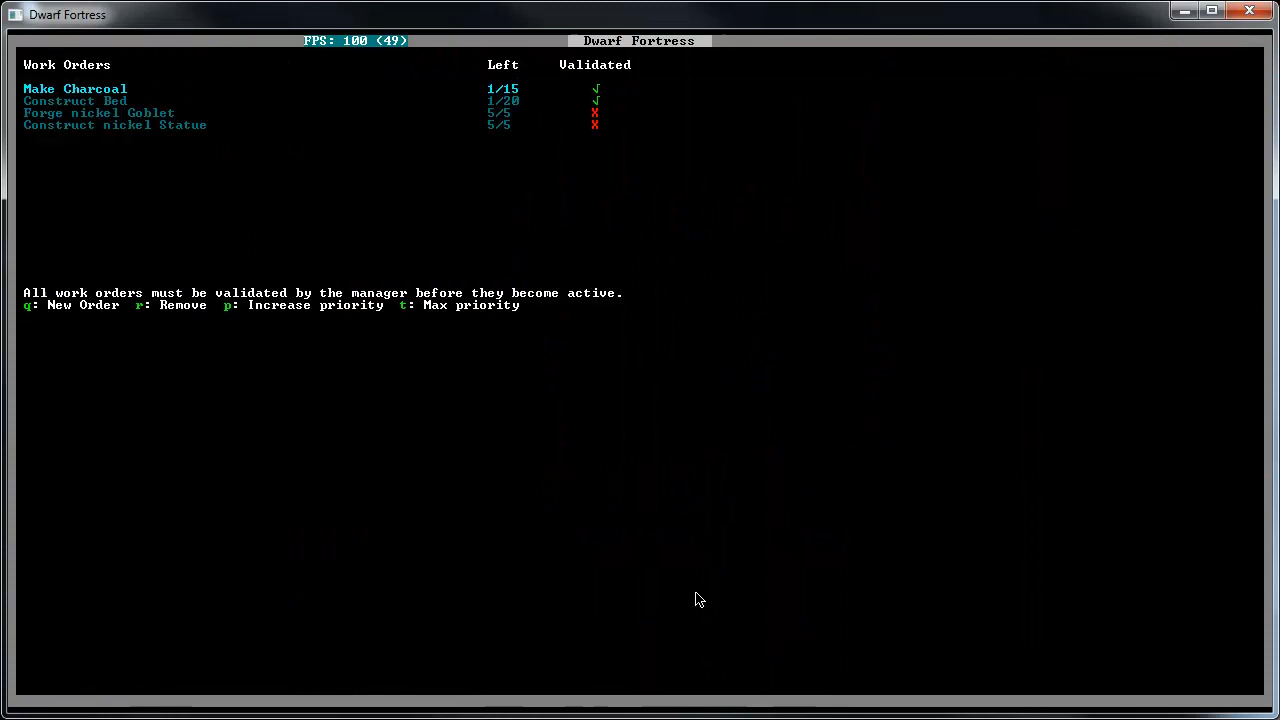 Dwarf Fortress
FPS: 100 (49) Dwarf Fortress
Work Orders Left Validated
Make Charcoal 1/15 √
Construct Bed 1/20 √
Forge nickel Goblet 5/5 X
Construct nickel Statue 5/5 X
All work orders must be validated by the manager before they become active.
q: New Order r: Remove p: Increase priority t: Max priority